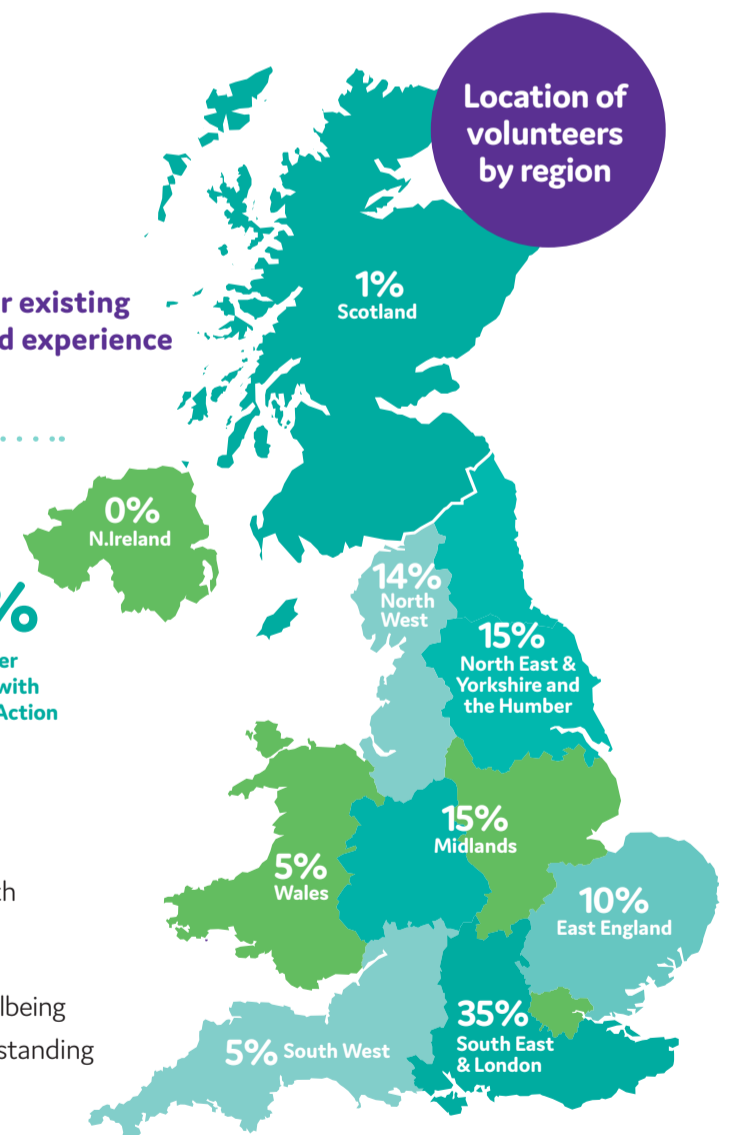 Location of
volunteers
by region
r existing
d experience
1%
Scotland
0%
N.Ireland
14%
North
West
%
er
with
Action
15%
North East &
Yorkshire and
the Humber
15%
Midlands
5%
Wales
th
10%
East England
lbeing
standing
35%
South East
& London
5% South West